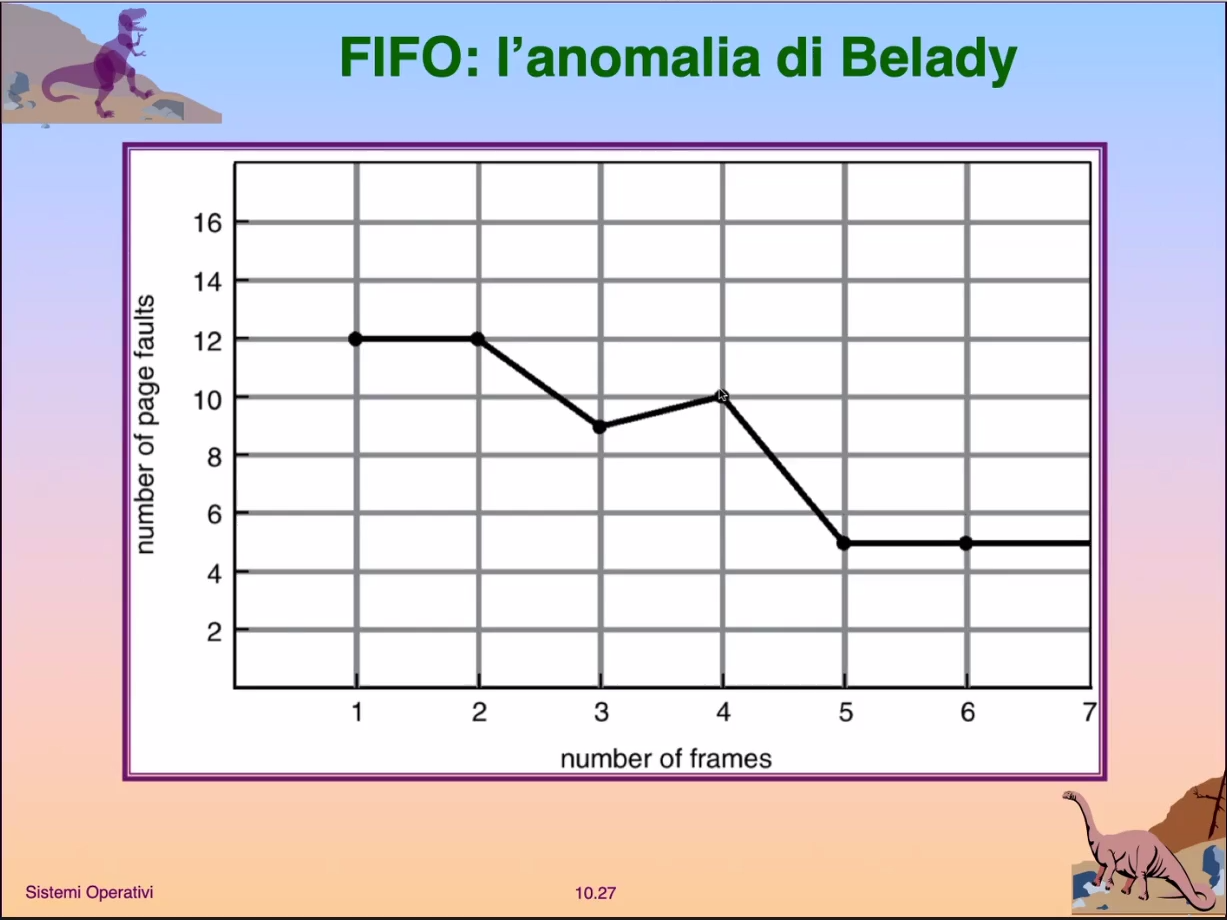 FIFO: l’anomalia di Belady
number of page faults
16
14
12
10
8
6
4
2
1 2 3 4 5 6 7
number of frames
Sistemi Operativi 10.27